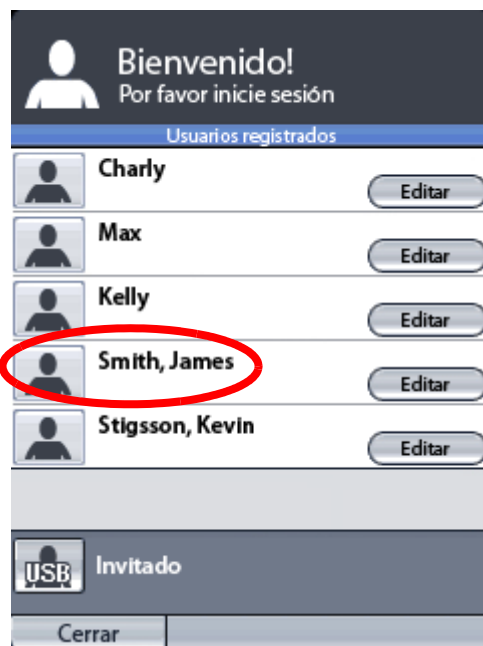 Bienvenido!
Por favor inicie sesión
Usuarios registrados
Charly
Editar
Max
Editar
Kelly
Editar
Smith, James
Editar
Stigsson, Kevin
Editar
USB
Invitado
Cerrar